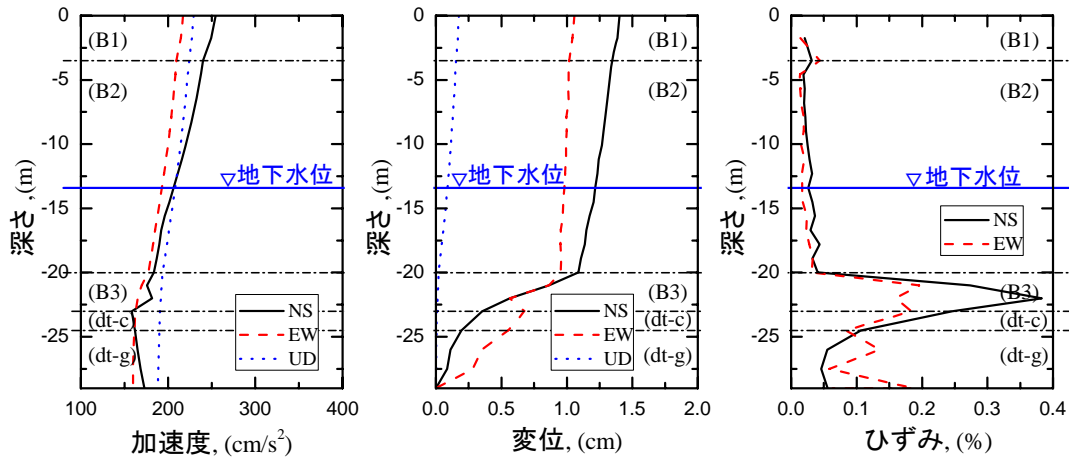 0
-5
-10
-15
-20
-25
深さ,(m)
(B1)
(B2)
▽地下水位
(B3)
(dt-c)
(dt-g)
NS
EW
UD
100 200 300 400
加速度, (cm/s²)
0
-5
-10
-15
-20
-25
深さ,(m)
(B1)
(B2)
▽地下水位
(B3)
(dt-c)
(dt-g)
NS
EW
UD
0.0 0.5 1.0 1.5 2.0
変位, (cm)
0
-5
-10
-15
-20
-25
深さ,(m)
(B1)
(B2)
▽地下水位
NS
EW
(B3)
(dt-c)
(dt-g)
0.0 0.1 0.2 0.3 0.4
ひずみ, (%)